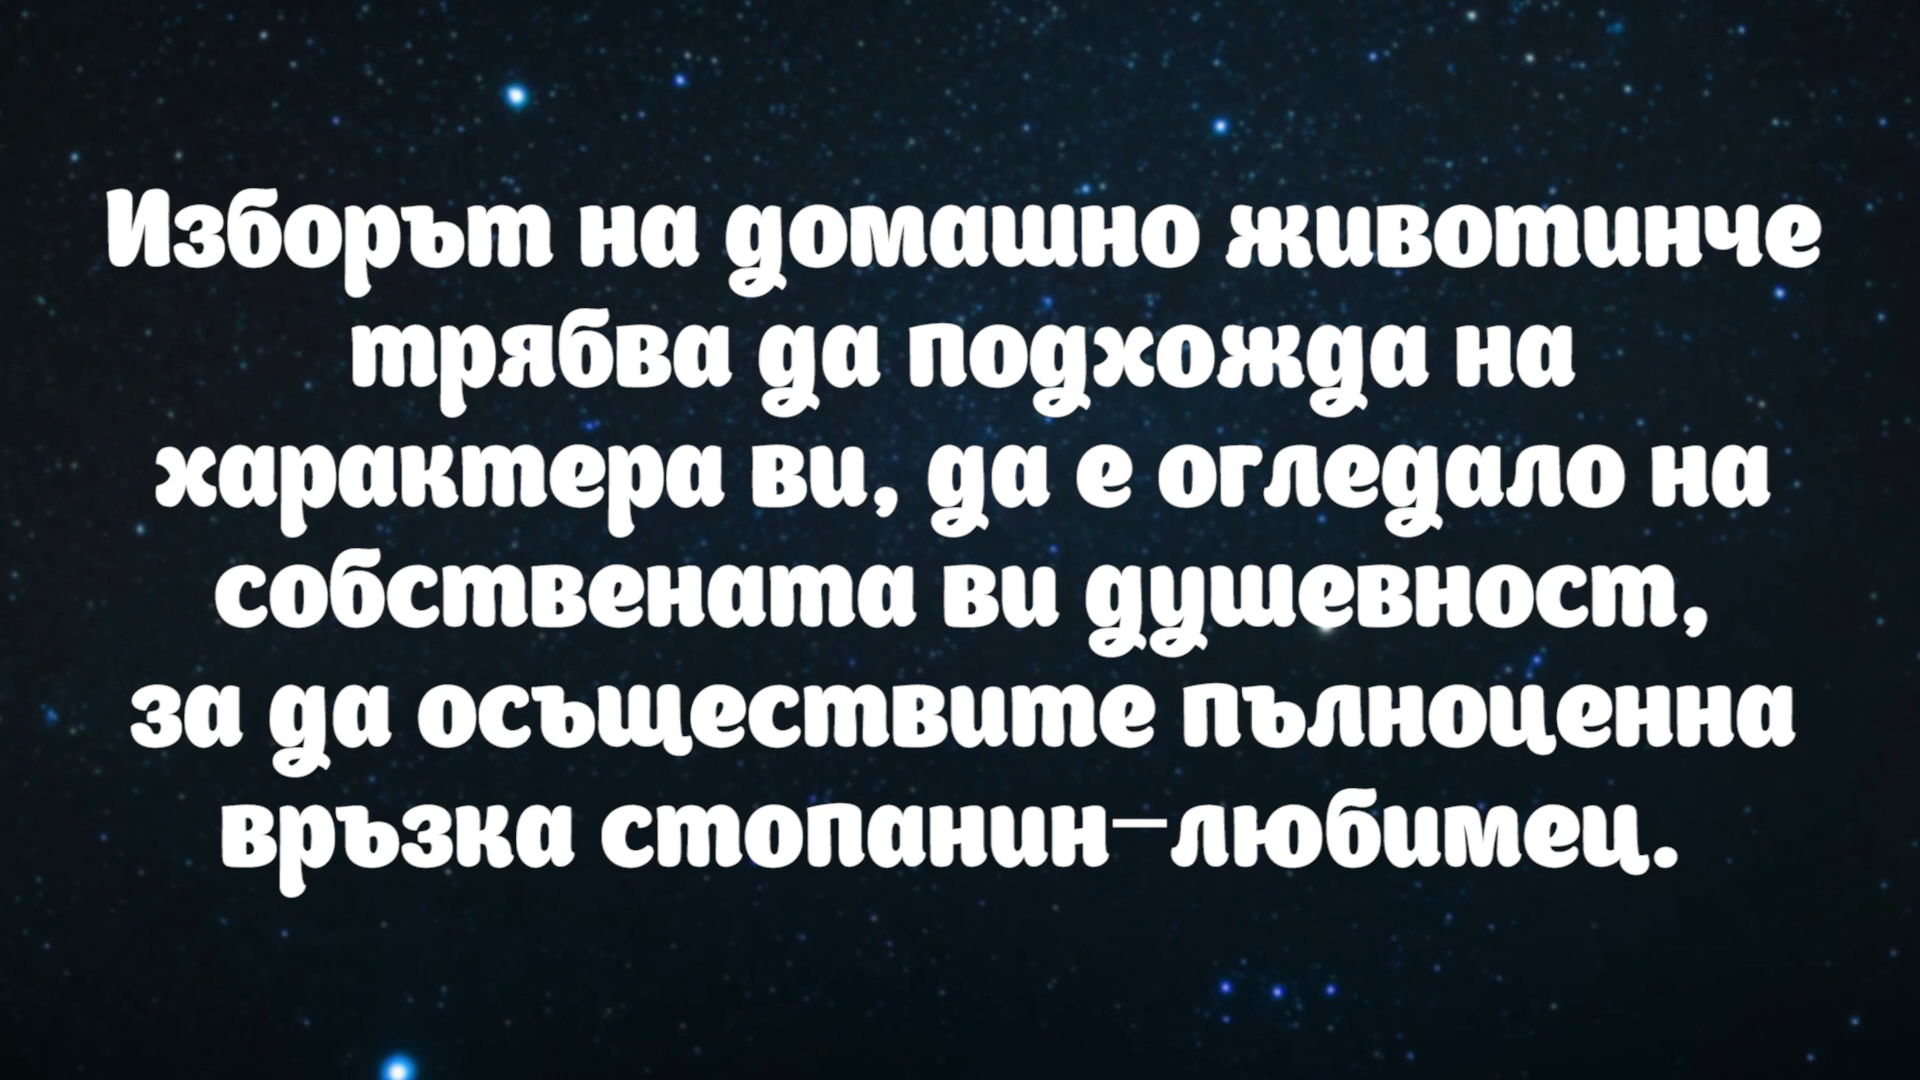 Изборът на домашно животинче
трябва да подхожда на
характера ви, да е огледало на
собствената ви душевност,
за да осъществите пълноценна
връзка стопанин–любимец.